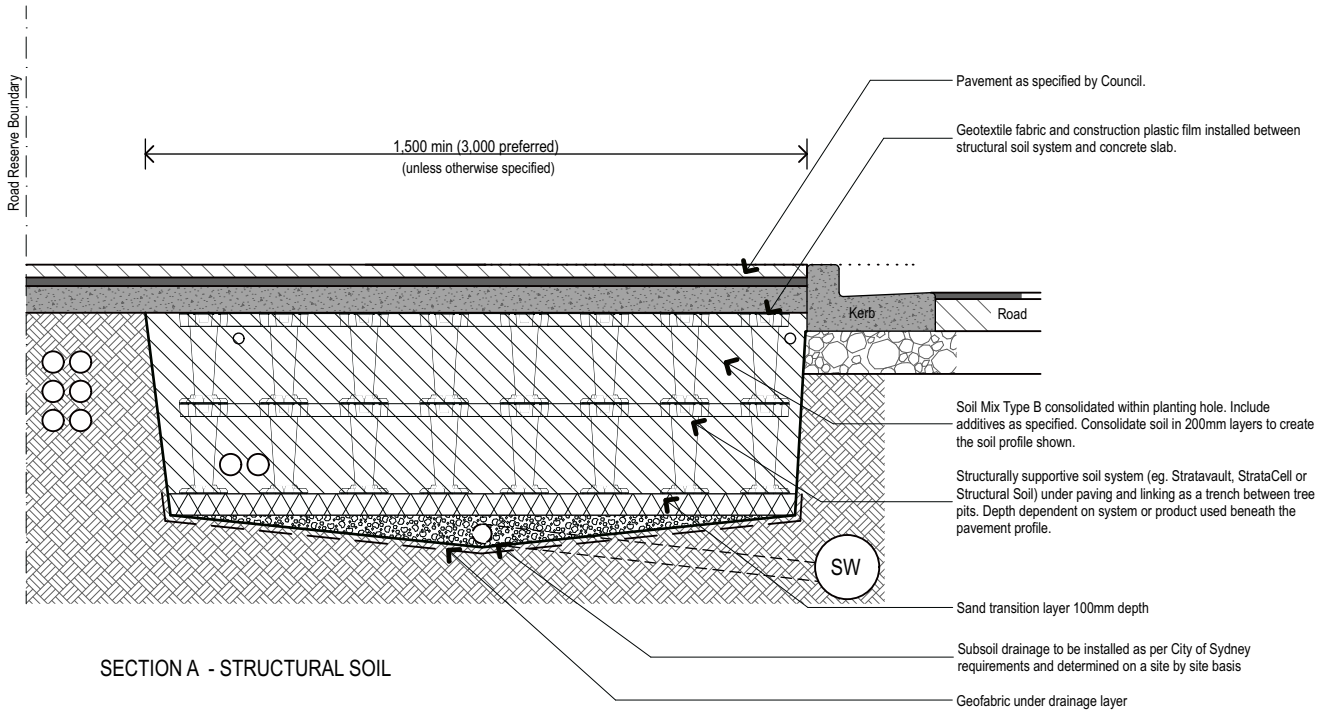 Road Reserve Boundary
Pavement as specified by Council.
Geotextile fabric and construction plastic film installed between
structural soil system and concrete slab.
1,500 min (3,000 preferred)
(unless otherwise specified)
Kerb
Road
Soil Mix Type B consolidated within planting hole. Include
additives as specified. Consolidate soil in 200mm layers to create
the soil profile shown.
Structurally supportive soil system (eg. Stratavault, StrataCell or
Structural Soil) under paving and linking as a trench between tree
pits. Depth dependent on system or product used beneath the
pavement profile.
SW
Sand transition layer 100mm depth
Subsoil drainage to be installed as per City of Sydney
requirements and determined on a site by site basis
Geofabric under drainage layer
SECTION A - STRUCTURAL SOIL